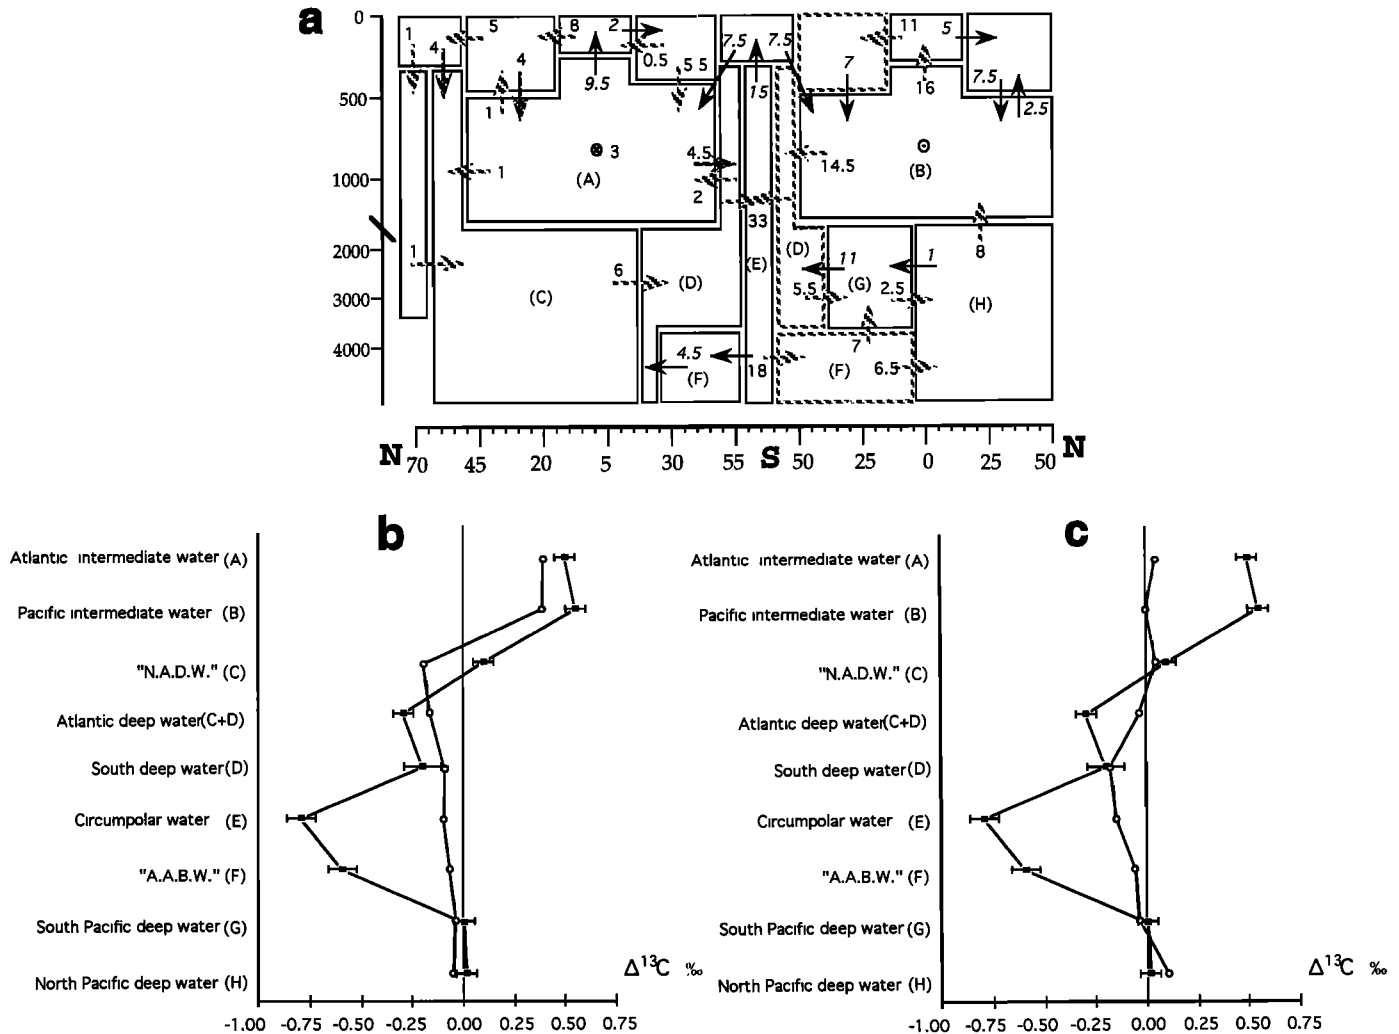 a
0
500
1000
2000
3000
4000
1
4
5
8
2
0.5
5 5
7.5
7.5
11
5
4
9.5
15
7
16
7.5
2.5
1
3
(A)
4.5
2
1
14.5
(B)
33
8
1
6
(C)
(D)
(E)
(D)
11
(G)
5.5
2.5
1
(H)
4.5
(F)
18
7
(F)
6.5
N 70 45 20 5 30 55 S 50 25 0 25 50 N
b
Atlantic intermediate water (A)
Pacific intermediate water (B)
"N.A.D.W." (C)
Atlantic deep water(C+D)
South deep water(D)
Circumpolar water (E)
"A.A.B.W." (F)
South Pacific deep water(G)
North Pacific deep water (H)
Δ13C ‰
-1.00 -0.75 -0.50 -0.25 0.00 0.25 0.50 0.75
c
Atlantic intermediate water (A)
Pacific intermediate water (B)
"N.A.D.W." (C)
Atlantic deep water(C+D)
South deep water(D)
Circumpolar water (E)
"A.A.B.W." (F)
South Pacific deep water(G)
North Pacific deep water (H)
Δ13C ‰
-1.00 -0.75 -0.50 -0.25 0.00 0.25 0.50 0.75